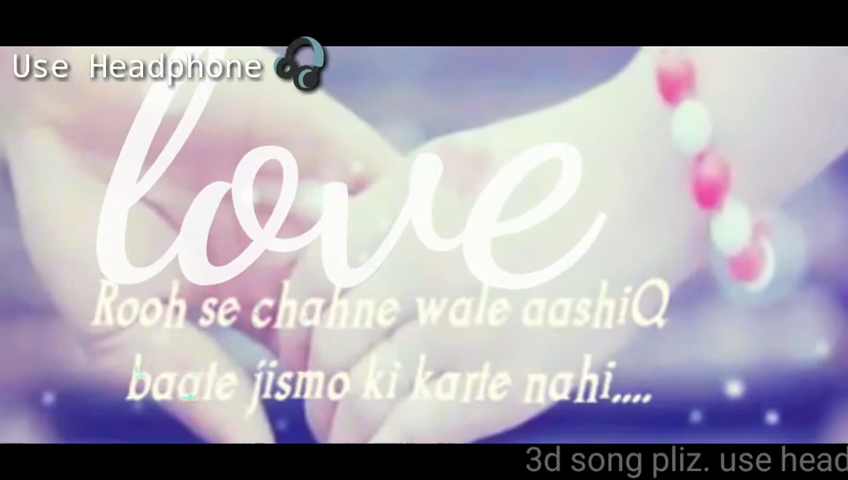 Use Headphone
love
Rooh se chahne wale aashiQ
baate jismo ki karte nahi....
3d song pliz. use head